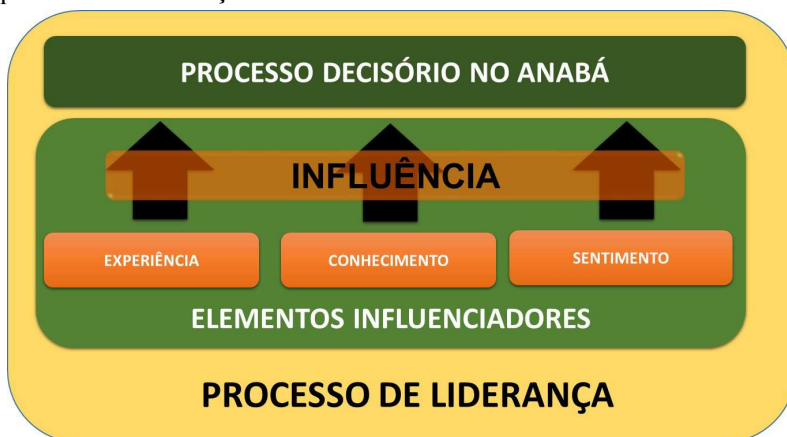 PROCESSO DECISÓRIO NO ANABÁ
INFLUÊNCIA
EXPERIÊNCIA
CONHECIMENTO
SENTIMENTO
ELEMENTOS INFLUENCIADORES
PROCESSO DE LIDERANÇA